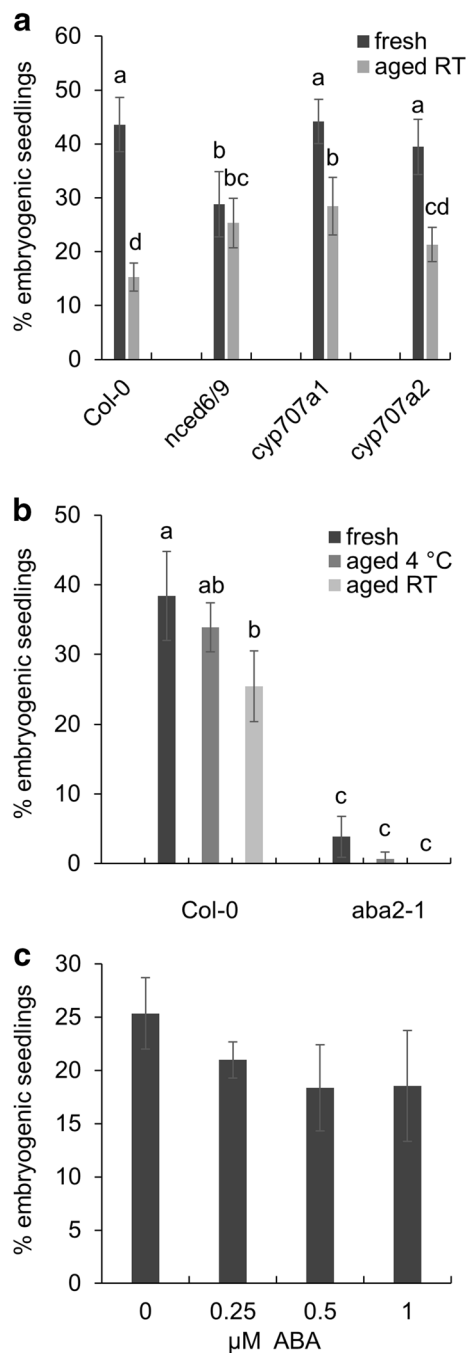 a
60
50
40
30
20
10
0
% embryogenic seedlings
fresh
aged RT
a
d
b
bc
a
b
a
cd
Col-0
nced6/9
cyp707a1
cyp707a2
b
50
40
30
20
10
0
% embryogenic seedlings
fresh
aged 4 °C
aged RT
a
ab
b
c
c
c
Col-0
aba2-1
c
30
25
20
15
10
5
0
% embryogenic seedlings
0
0.25
0.5
1
µM ABA